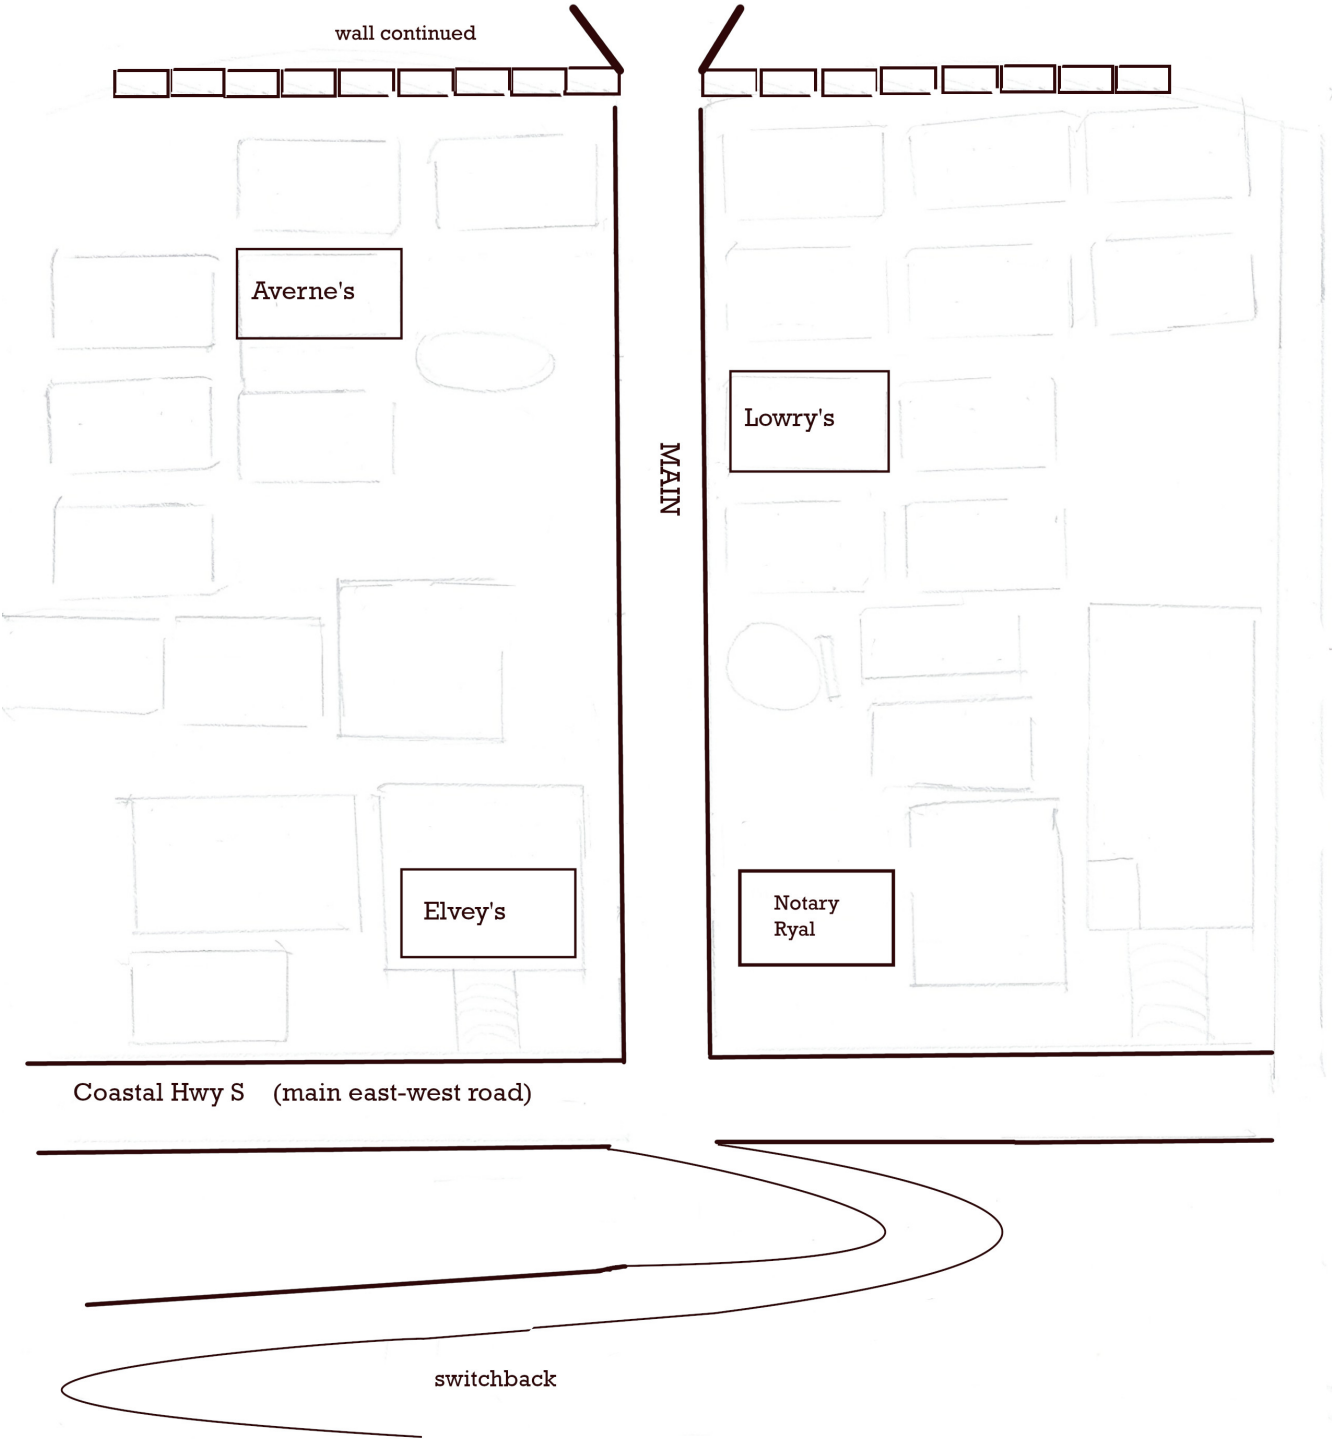 wall continued
Averne's
Lowry's
MAIN
Elvey's
Notary
Ryal
Coastal Hwy S (main east-west road)
switchback